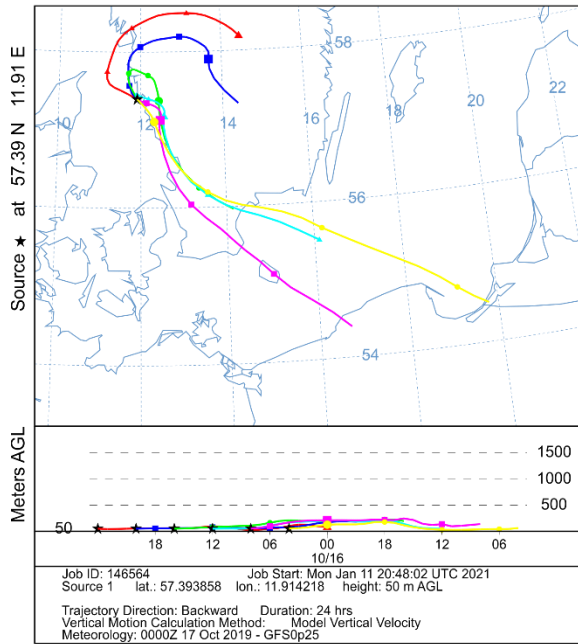 Source ★ at 57.39 N 11.91 E
58
22
10
12
14
16
18
20
56
54
Meters AGL
1500
1000
500
50
18 12 06 00 18 12 06
10/16
Job ID: 146564 Job Start: Mon Jan 11 20:48:02 UTC 2021
Source 1 lat.: 57.393858 lon.: 11.914218 height: 50 m AGL
Trajectory Direction: Backward Duration: 24 hrs
Vertical Motion Calculation Method: Model Vertical Velocity
Meteorology: 0000Z 17 Oct 2019 - GFS0p25